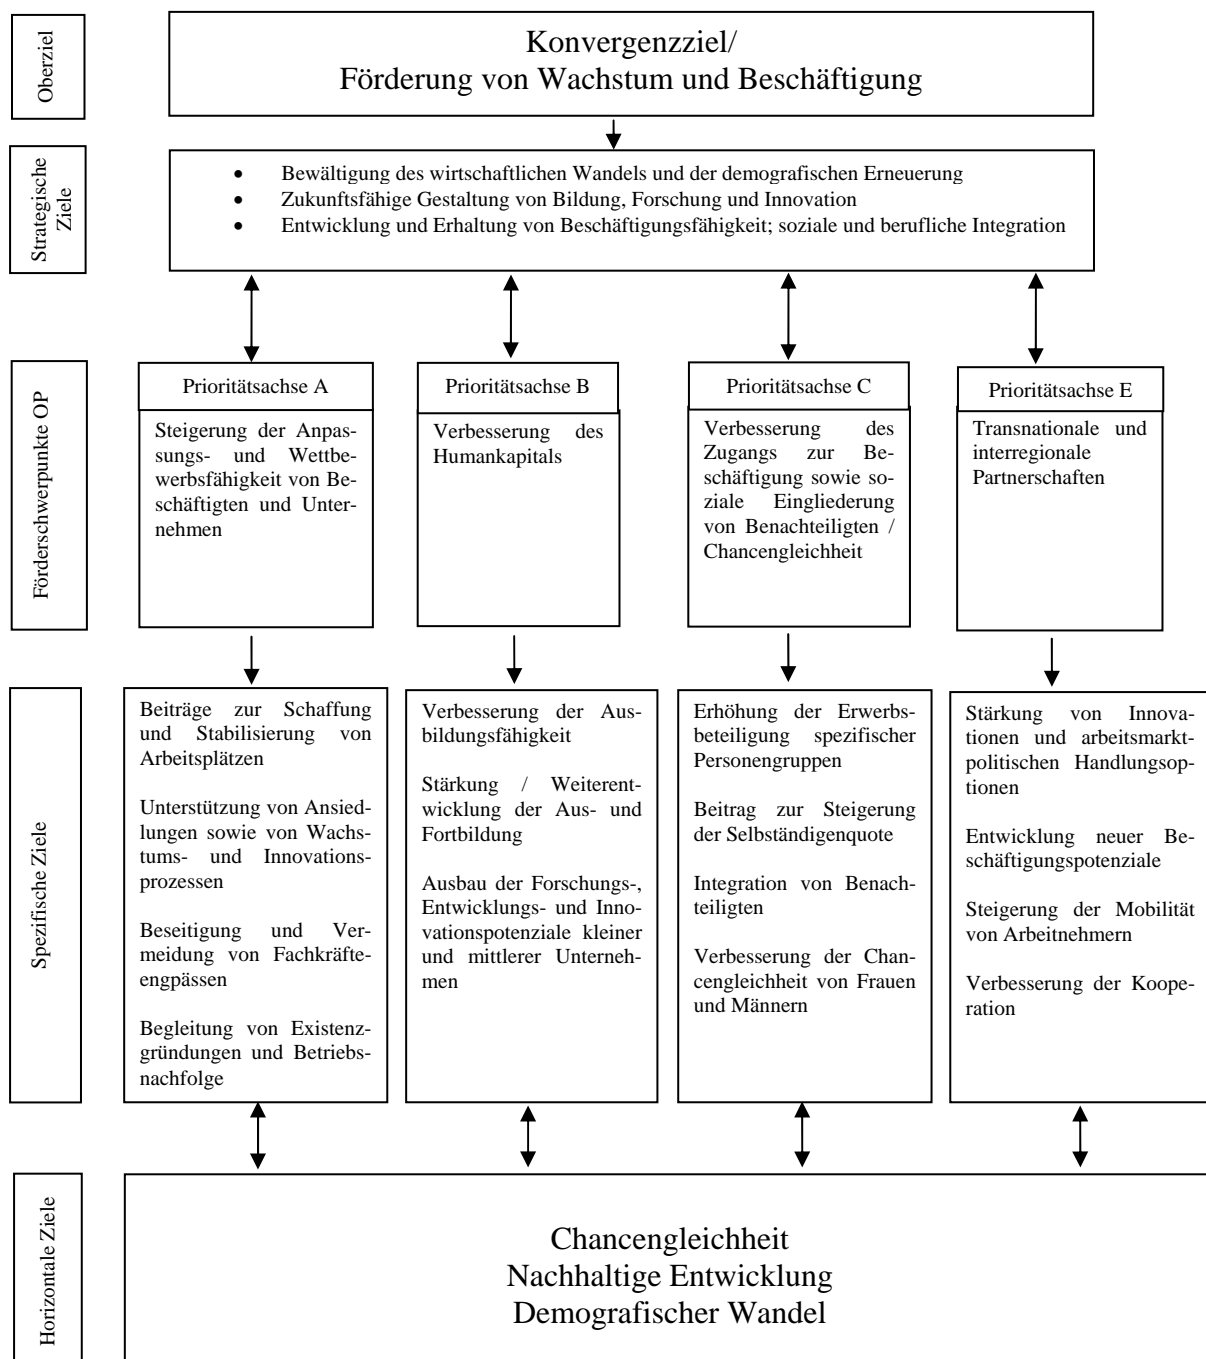 Oberziel
Konvergenzziel/
Förderung von Wachstum und Beschäftigung
Strategische
Ziele
• Bewältigung des wirtschaftlichen Wandels und der demografischen Erneuerung
• Zukunftsfähige Gestaltung von Bildung, Forschung und Innovation
• Entwicklung und Erhaltung von Beschäftigungsfähigkeit; soziale und berufliche Integration
Förderschwerpunkte OP
Prioritätsachse A
Steigerung der Anpas-
sungs- und Wettbe-
werbsfähigkeit von Be-
schäftigten und Unter-
nehmen
Prioritätsachse B
Verbesserung des
Humankapitals
Prioritätsachse C
Verbesserung des
Zugangs zur Be-
schäftigung sowie so-
ziale Eingliederung
von Benachteiligten /
Chancengleichheit
Prioritätsachse E
Transnationale und
interregionale
Partnerschaften
Spezifische Ziele
Beiträge zur Schaffung
und Stabilisierung von
Arbeitsplätzen
Unterstützung von Ansied-
lungen sowie von Wachs-
tums- und Innovations-
prozessen
Beseitigung und Ver-
meidung von Fachkräfte-
engpässen
Begleitung von Existenz-
gründungen und Betriebs-
nachfolge
Verbesserung der Aus-
bildungsfähigkeit
Stärkung / Weiterent-
wicklung der Aus- und
Fortbildung
Ausbau der Forschungs-,
Entwicklungs- und Inno-
vationspotenziale kleiner
und mittlerer Unterneh-
men
Erhöhung der Erwerbs-
beteiligung spezifischer
Personengruppen
Beitrag zur Steigerung
der Selbständigenquote
Integration von Benach-
teiligten
Verbesserung der Chan-
cengleichheit von Frauen
und Männern
Stärkung von Innova-
tionen und arbeitsmarkt-
politischen Handlungsop-
tionen
Entwicklung neuer Be-
schäftigungspotenziale
Steigerung der Mobilität
von Arbeitnehmern
Verbesserung der Koope-
ration
Horizontale Ziele
Chancengleichheit
Nachhaltige Entwicklung
Demografischer Wandel